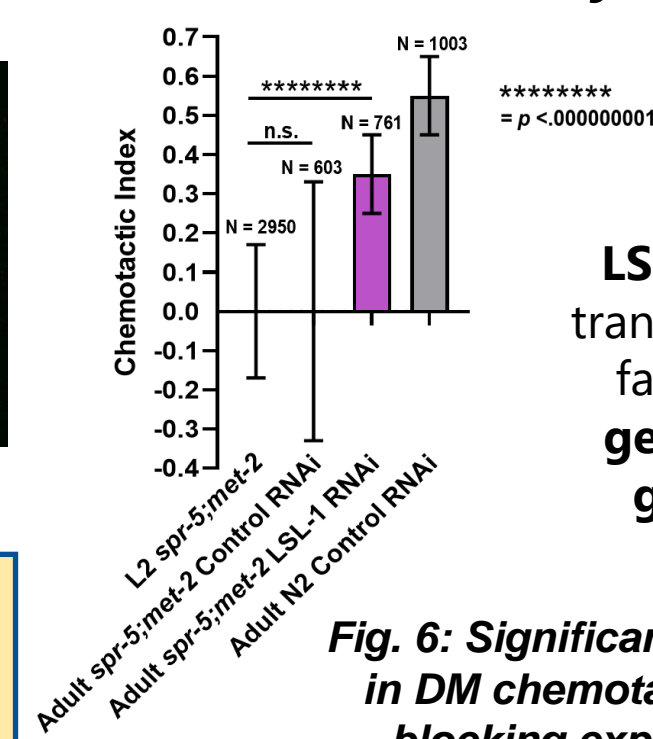 Chemotactic Index
0.7
0.6
0.5
0.4
0.3
0.2
0.1
0.0
-0.1
-0.2
-0.3
-0.4
N = 1003
********
N = 761
n.s.
N = 603
N = 2950
L2 spr-5;met-2
Adult spr-5;met-2 Control RNAi
Adult spr-5;met-2 LSL-1 RNAi
Adult N2 Control RNAi
********
= p <.000000001
LS
tran
fa
ge
g
Fig. 6: Significan
in DM chemota
blocking exp